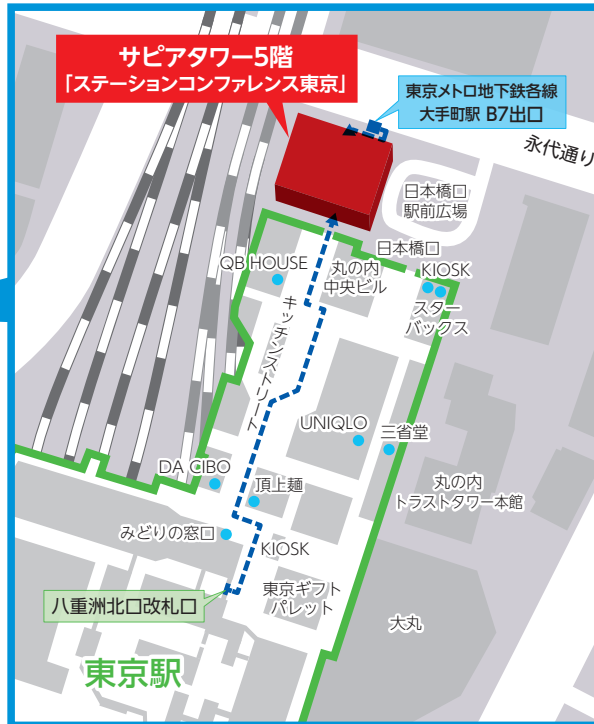 サピアタワー5階
「ステーションコンファレンス東京」
東京メトロ地下鉄各線
大手町駅 B7出口
永代通り
日本橋口
駅前広場
日本橋口
QB HOUSE
丸の内
中央ビル
KIOSK
スター
バックス
キッチンストリート
UNIQLO
三省堂
DA CIBO
頂上麺
丸の内
トラストタワー本館
みどりの窓口
KIOSK
八重洲北口改札口
東京ギフト
パレット
大丸
東京駅